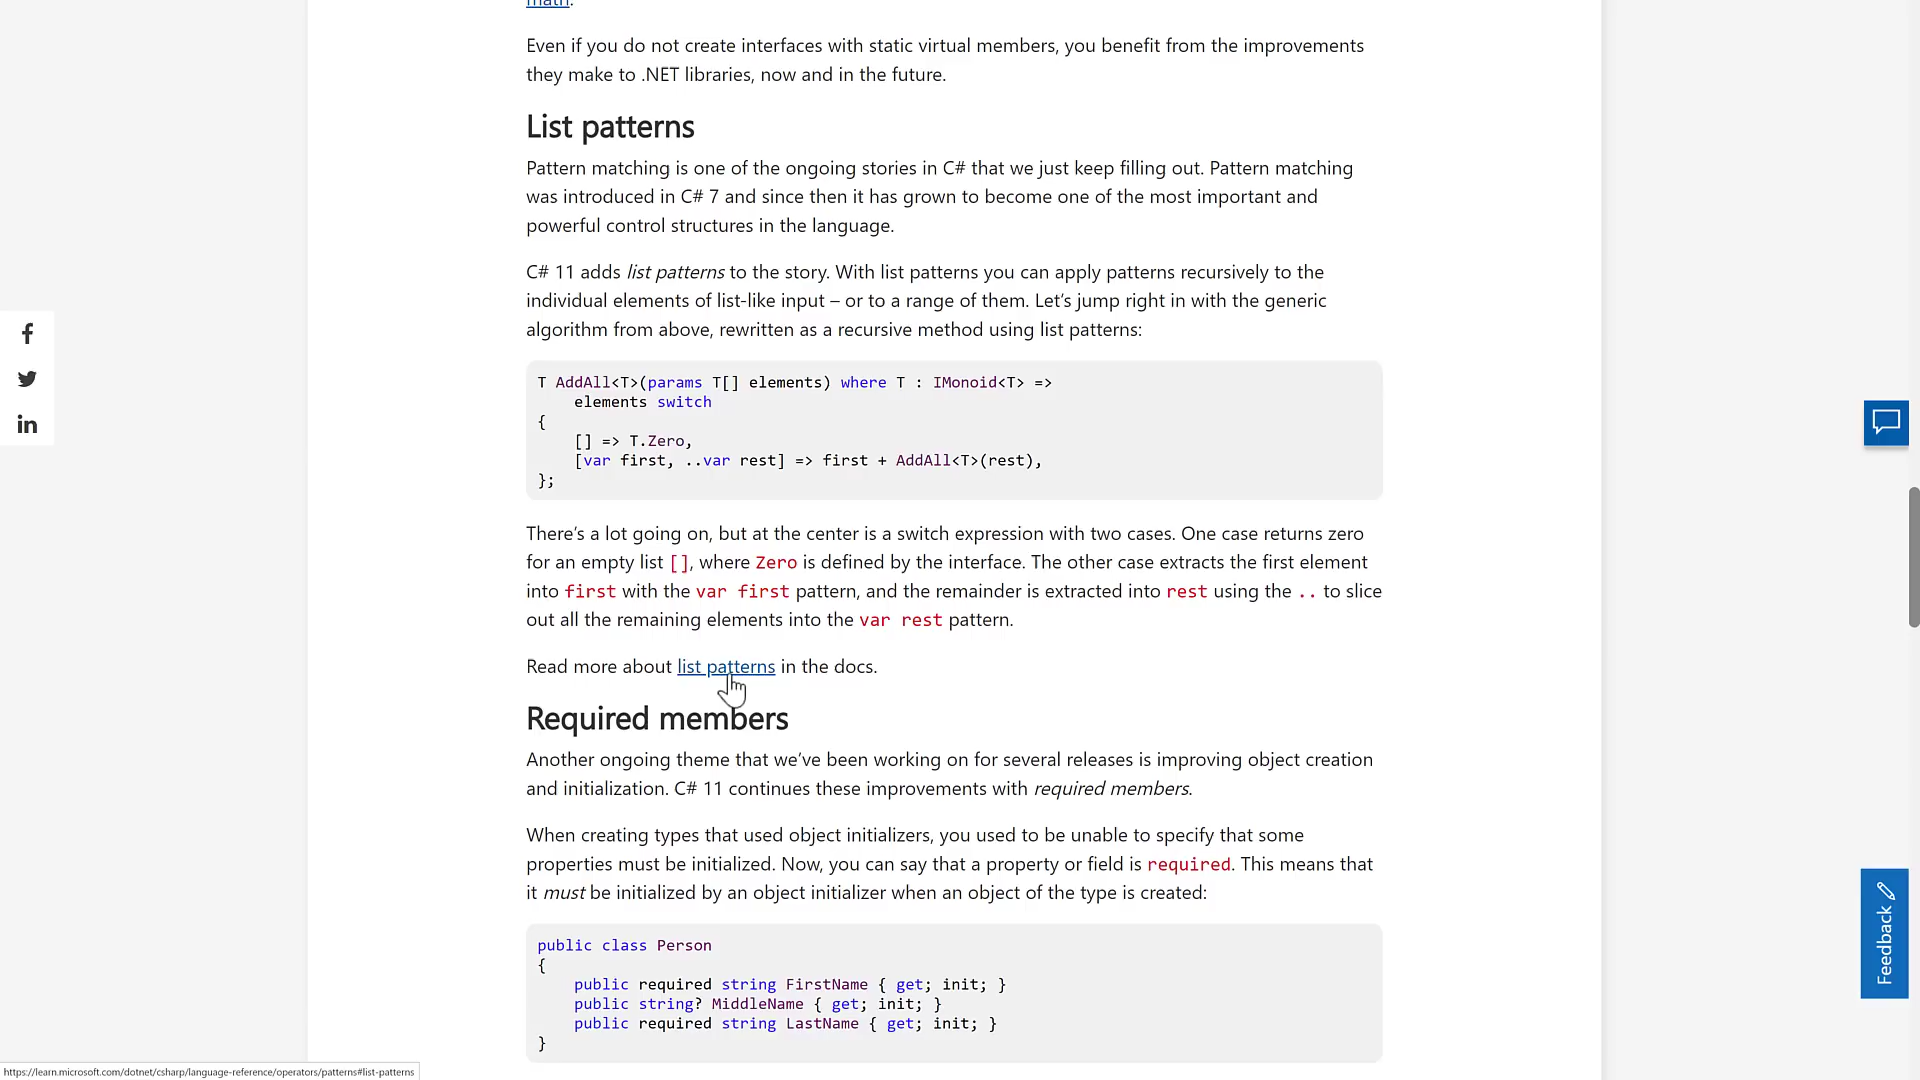 math.
Even if you do not create interfaces with static virtual members, you benefit from the improvements
they make to .NET libraries, now and in the future.
List patterns
Pattern matching is one of the ongoing stories in C# that we just keep filling out. Pattern matching
was introduced in C# 7 and since then it has grown to become one of the most important and
powerful control structures in the language.
C# 11 adds list patterns to the story. With list patterns you can apply patterns recursively to the
individual elements of list-like input – or to a range of them. Let’s jump right in with the generic
algorithm from above, rewritten as a recursive method using list patterns:
T AddAll<T>(params T[] elements) where T : IMonoid<T> =>
    elements switch
{
    [] => T.Zero,
    [var first, ..var rest] => first + AddAll<T>(rest),
};
There’s a lot going on, but at the center is a switch expression with two cases. One case returns zero
for an empty list [], where Zero is defined by the interface. The other case extracts the first element
into first with the var first pattern, and the remainder is extracted into rest using the .. to slice
out all the remaining elements into the var rest pattern.
Read more about list patterns in the docs.
Required members
Another ongoing theme that we’ve been working on for several releases is improving object creation
and initialization. C# 11 continues these improvements with required members.
When creating types that used object initializers, you used to be unable to specify that some
properties must be initialized. Now, you can say that a property or field is required. This means that
it must be initialized by an object initializer when an object of the type is created:
public class Person
{
    public required string FirstName { get; init; }
    public string? MiddleName { get; init; }
    public required string LastName { get; init; }
}
Feedback
https://learn.microsoft.com/dotnet/csharp/language-reference/operators/patterns#list-patterns